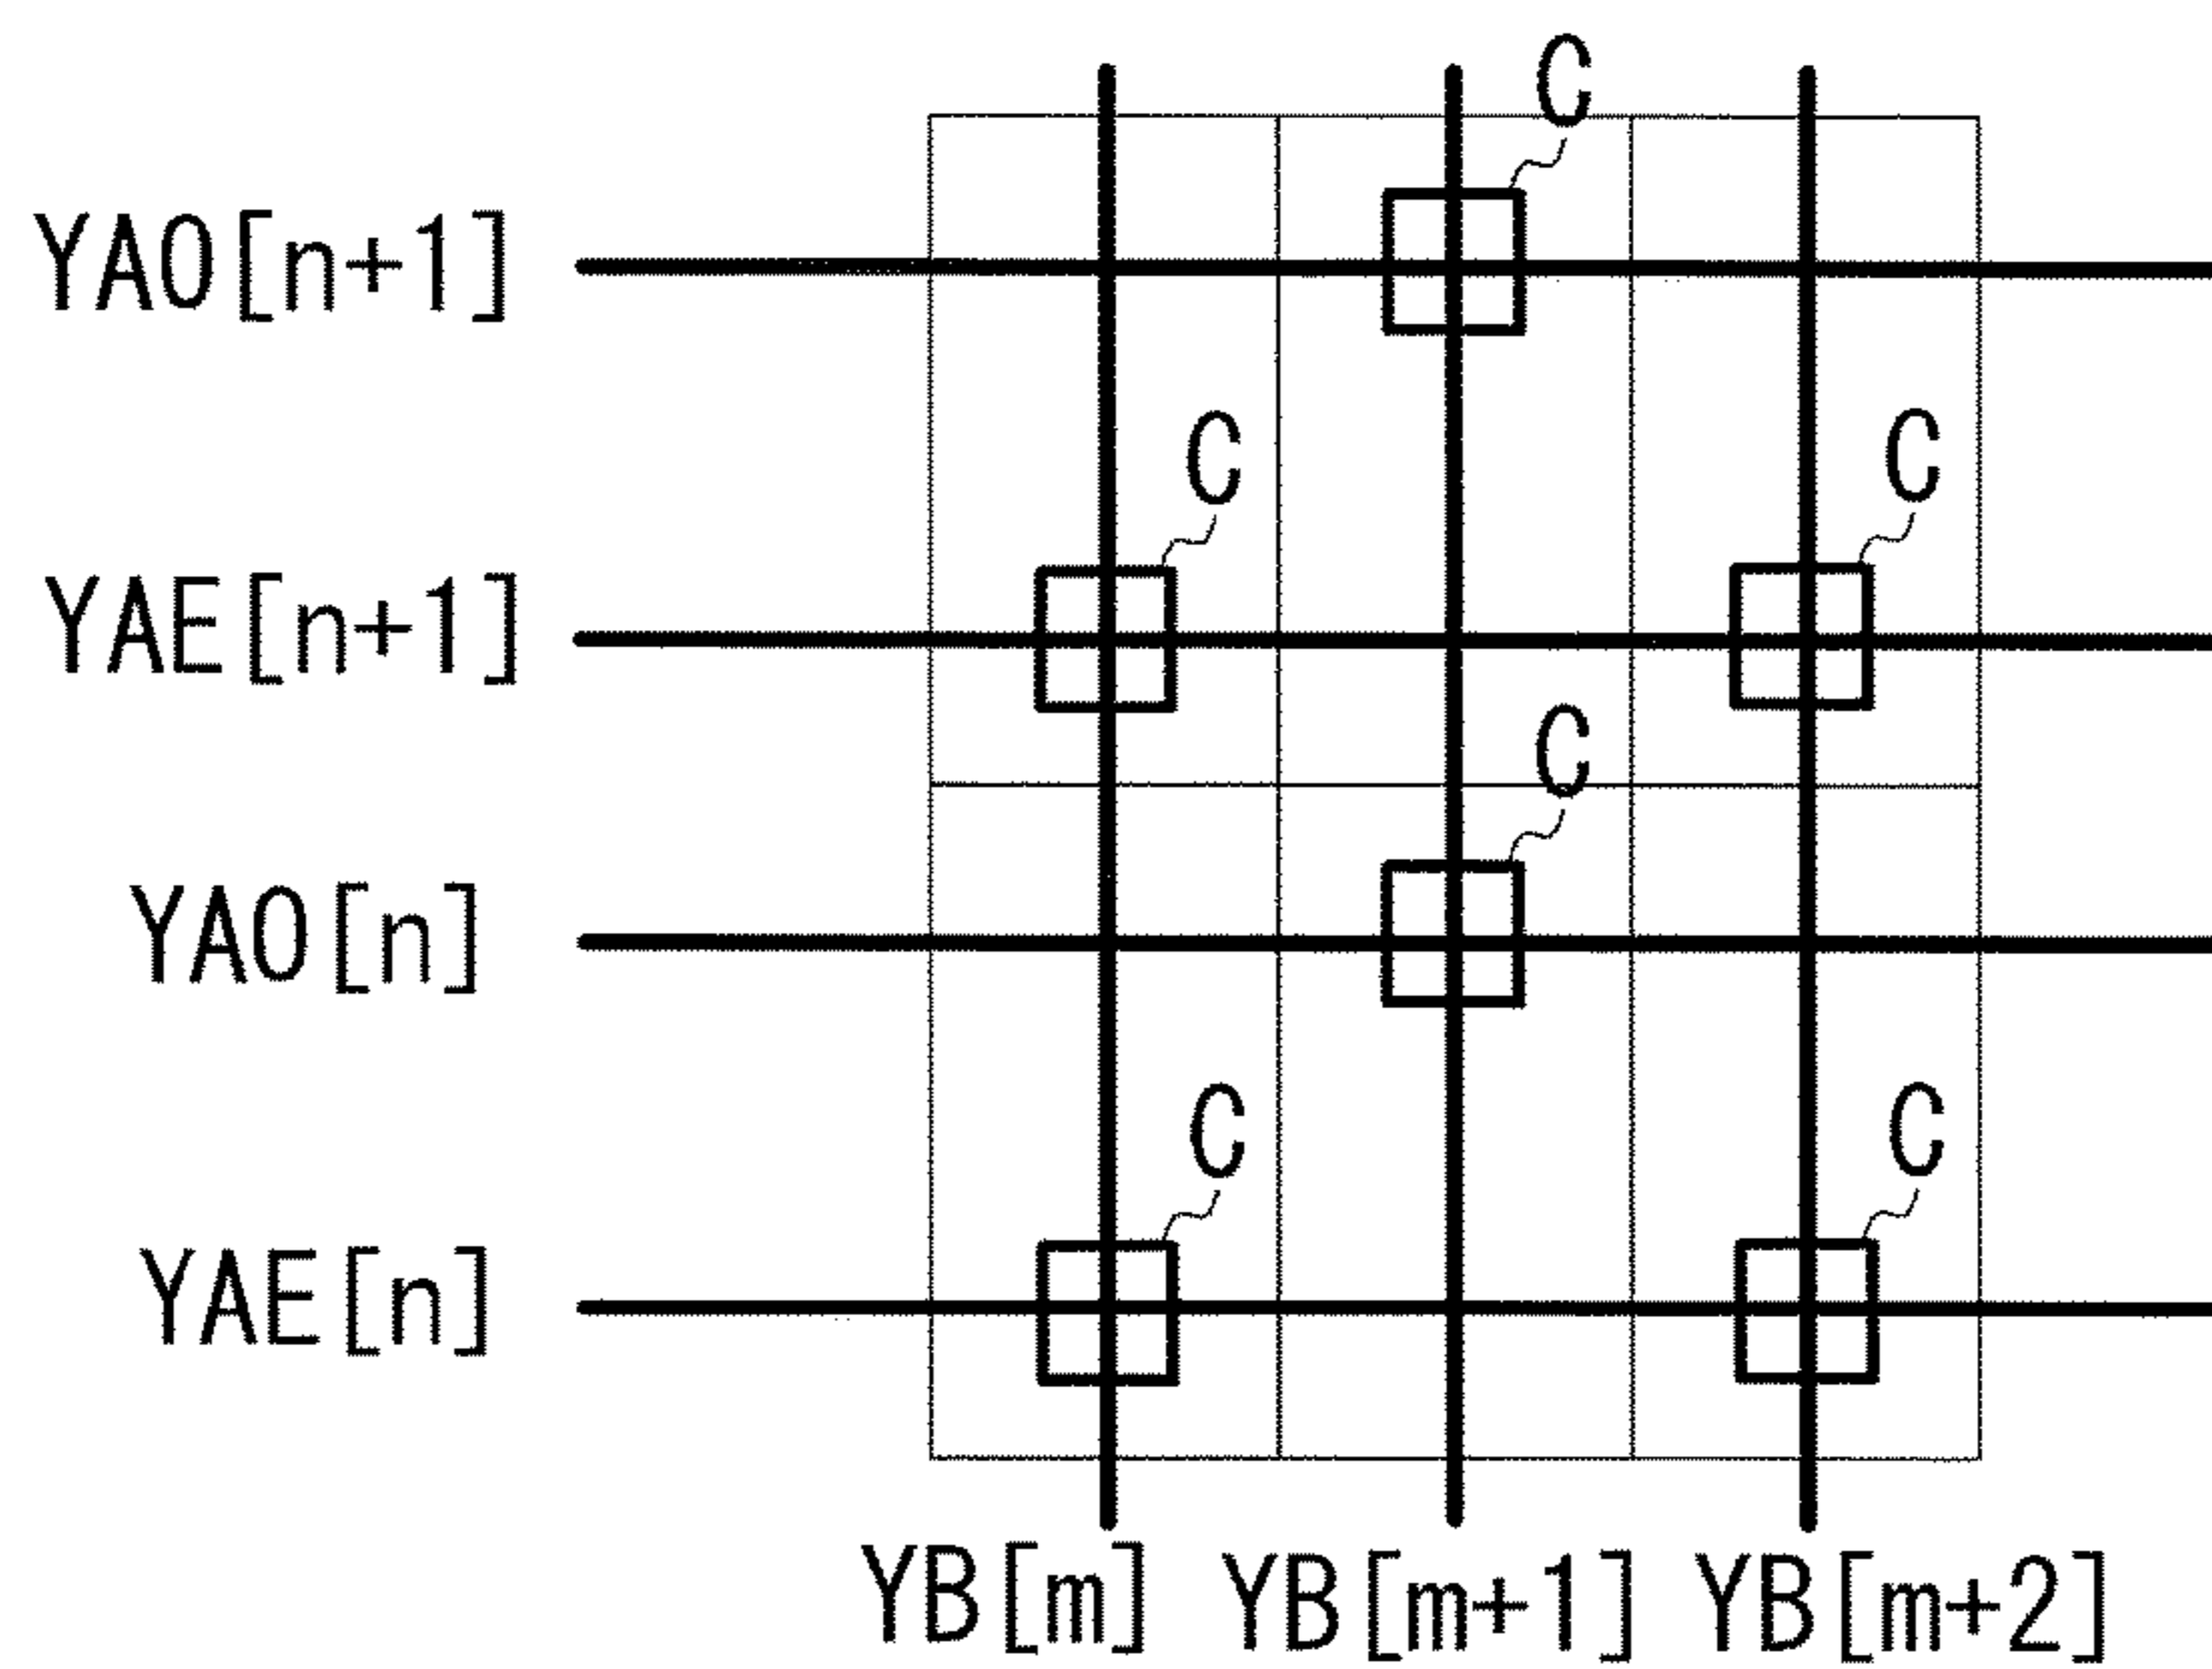 C
YAO[n+1]
C C
YAE[n+1]
C
YAO[n]
C C
YAE[n]
YB[m] YB[m+1] YB[m+2]